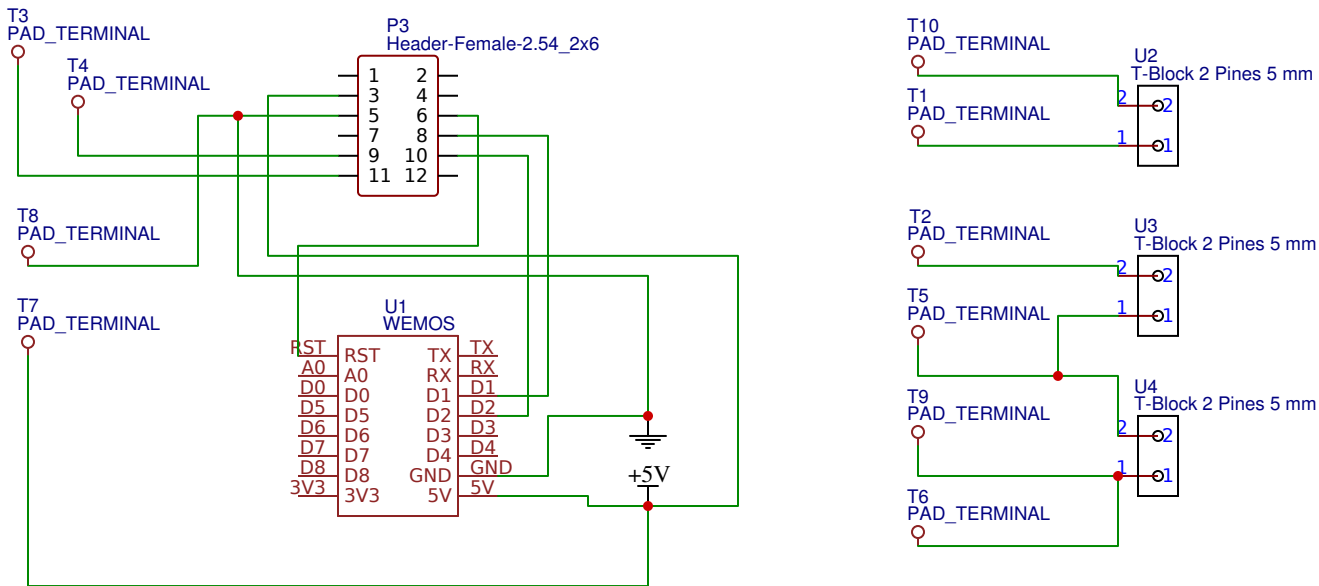 T3
PAD_TERMINAL
T4
PAD_TERMINAL
P3
Header-Female-2.54_2x6
1 2
3 4
5 6
7 8
9 10
11 12
T8
PAD_TERMINAL
T7
PAD_TERMINAL
U1
WEMOS
RST RST TX TX
A0 A0 RX RX
D0 D0 D1 D1
D5 D5 D2 D2
D6 D6 D3 D3
D7 D7 D4 D4
D8 D8 GND GND
3V3 3V3 5V 5V
+5V
T10
PAD_TERMINAL
T1
PAD_TERMINAL
U2
T-Block 2 Pines 5 mm
2 2
1 1
T2
PAD_TERMINAL
T5
PAD_TERMINAL
U3
T-Block 2 Pines 5 mm
2 2
1 1
T9
PAD_TERMINAL
T6
PAD_TERMINAL
U4
T-Block 2 Pines 5 mm
2 2
1 1